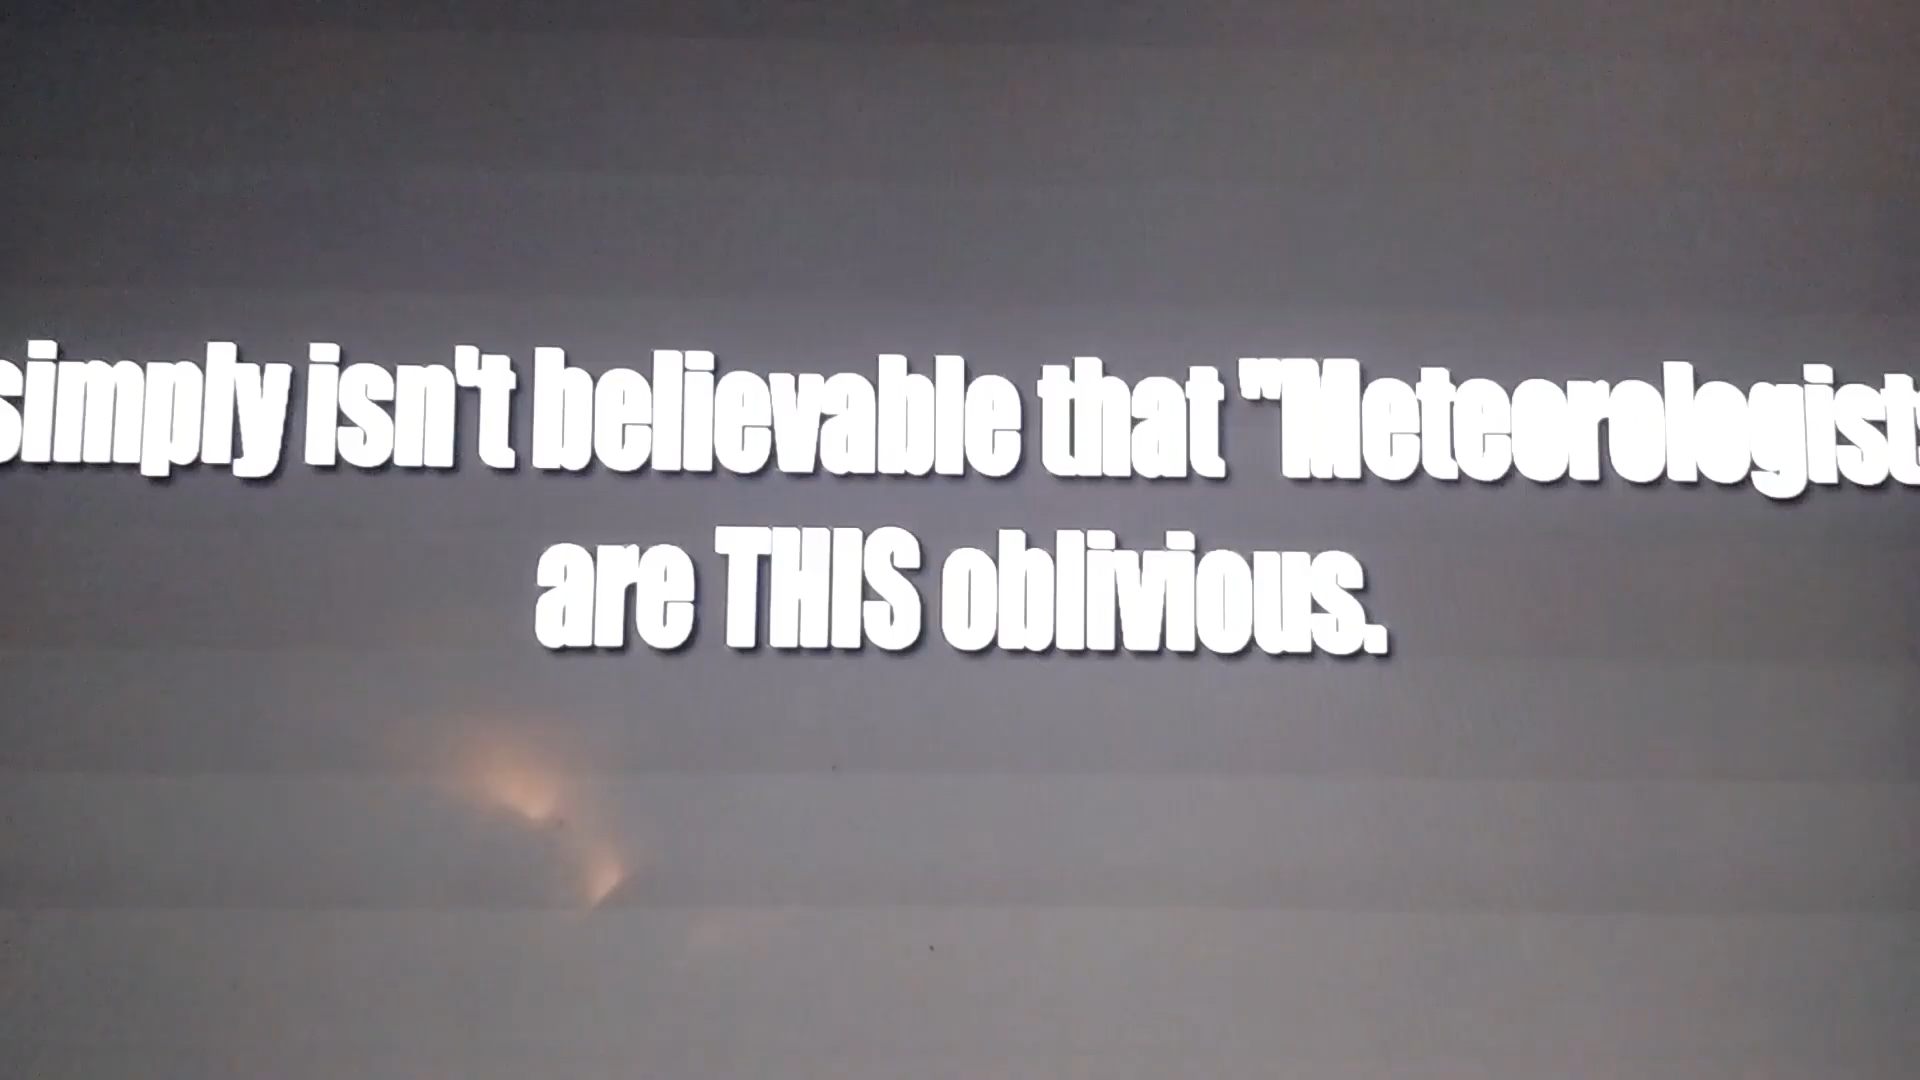 simply isn't believable that "Meteorologist
are THIS oblivious.